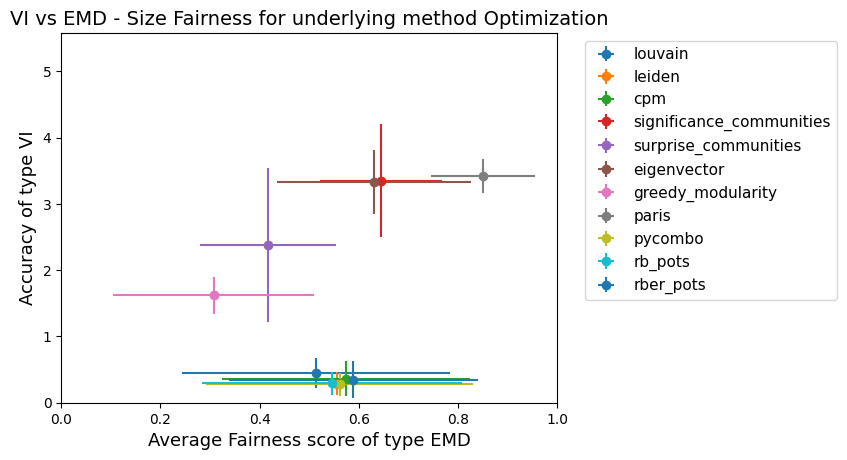 VI vs EMD - Size Fairness for underlying method Optimization
Accuracy of type VI
5
4
3
2
1
0
0.0
0.2
0.4
0.6
0.8
1.0
Average Fairness score of type EMD
louvain
leiden
cpm
significance_communities
surprise_communities
eigenvector
greedy_modularity
paris
pycombo
rb_pots
rber_pots